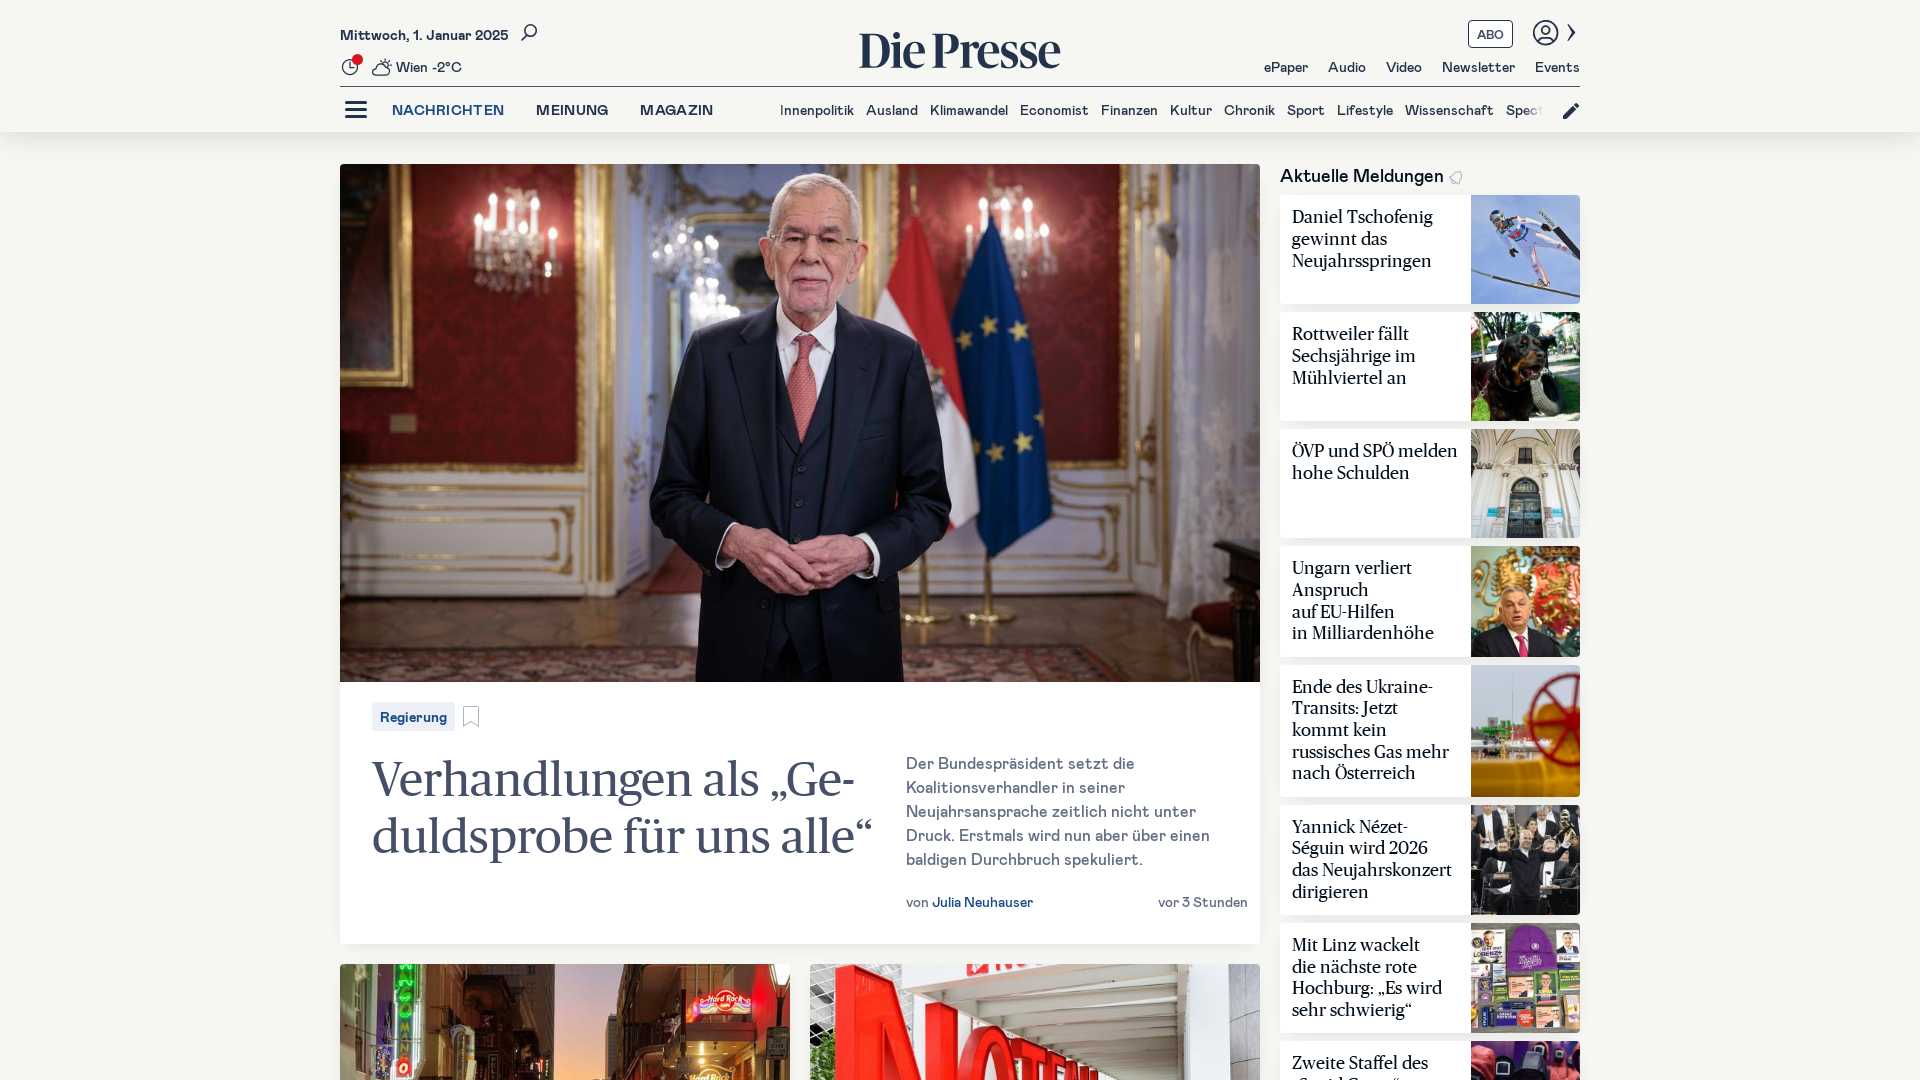 Mittwoch, 1. Januar 2025
Wien -2°C
Die Presse
ABO
ePaper Audio Video Newsletter Events
NACHRICHTEN MEINUNG MAGAZIN
Innenpolitik Ausland Klimawandel Economist Finanzen Kultur Chronik Sport Lifestyle Wissenschaft Spect
Regierung
Verhandlungen als „Ge-
duldsprobe für uns alle“
Der Bundespräsident setzt die
Koalitionsverhandler in seiner
Neujahrsansprache zeitlich nicht unter
Druck. Erstmals wird nun aber über einen
baldigen Durchbruch spekuliert.
von Julia Neuhauser
vor 3 Stunden
Hard Rock
Hard Rock
Aktuelle Meldungen
Daniel Tschofenig
gewinnt das
Neujahrsspringen
Rottweiler fällt
Sechsjährige im
Mühlviertel an
ÖVP und SPÖ melden
hohe Schulden
Ungarn verliert
Anspruch
auf EU-Hilfen
in Milliardenhöhe
Ende des Ukraine-
Transits: Jetzt
kommt kein
russisches Gas mehr
nach Österreich
Yannick Nézet-
Séguin wird 2026
das Neujahrskonzert
dirigieren
Mit Linz wackelt
die nächste rote
Hochburg: „Es wird
sehr schwierig“
Zweite Staffel des